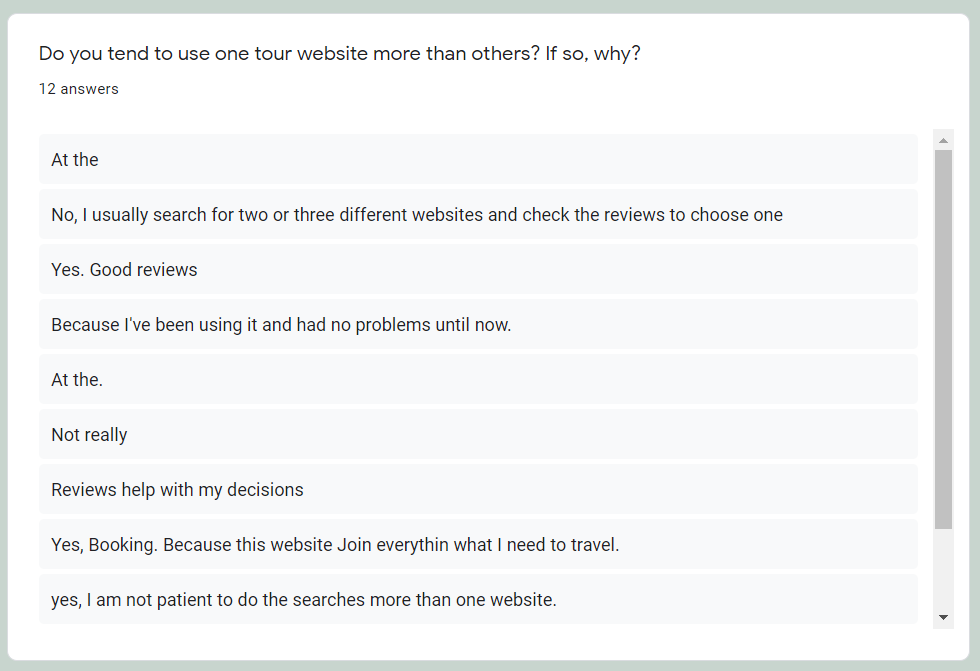 Do you tend to use one tour website more than others? If so, why?
12 answers
At the
No, I usually search for two or three different websites and check the reviews to choose one
Yes. Good reviews
Because I've been using it and had no problems until now.
At the.
Not really
Reviews help with my decisions
Yes, Booking. Because this website Join everythin what I need to travel.
yes, I am not patient to do the searches more than one website.